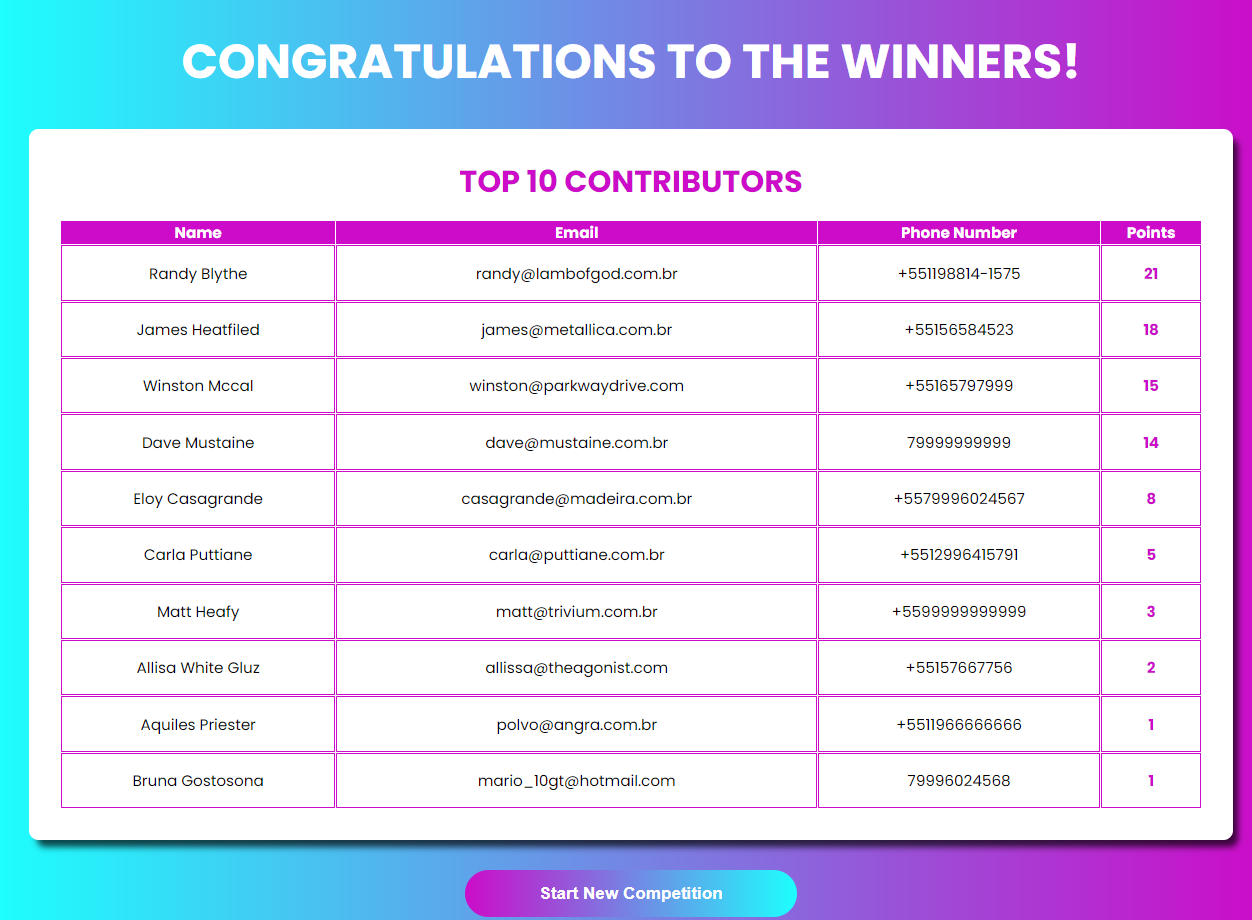 CONGRATULATIONS TO THE WINNERS!
TOP 10 CONTRIBUTORS
Name Email Phone Number Points
Randy Blythe randy@lambofgod.com.br +551198814-1575 21
James Heatfiled james@metallica.com.br +55156584523 18
Winston Mccal winston@parkwaydrive.com +55165797999 15
Dave Mustaine dave@mustaine.com.br 79999999999 14
Eloy Casagrande casagrande@madeira.com.br +5579996024567 8
Carla Puttiane carla@puttiane.com.br +5512996415791 5
Matt Heafy matt@trivium.com.br +5599999999999 3
Allisa White Gluz allissa@theagonist.com +55157667756 2
Aquiles Priester polvo@angra.com.br +5511966666666 1
Bruna Gostosona mario_10gt@hotmail.com 79996024568 1
Start New Competition